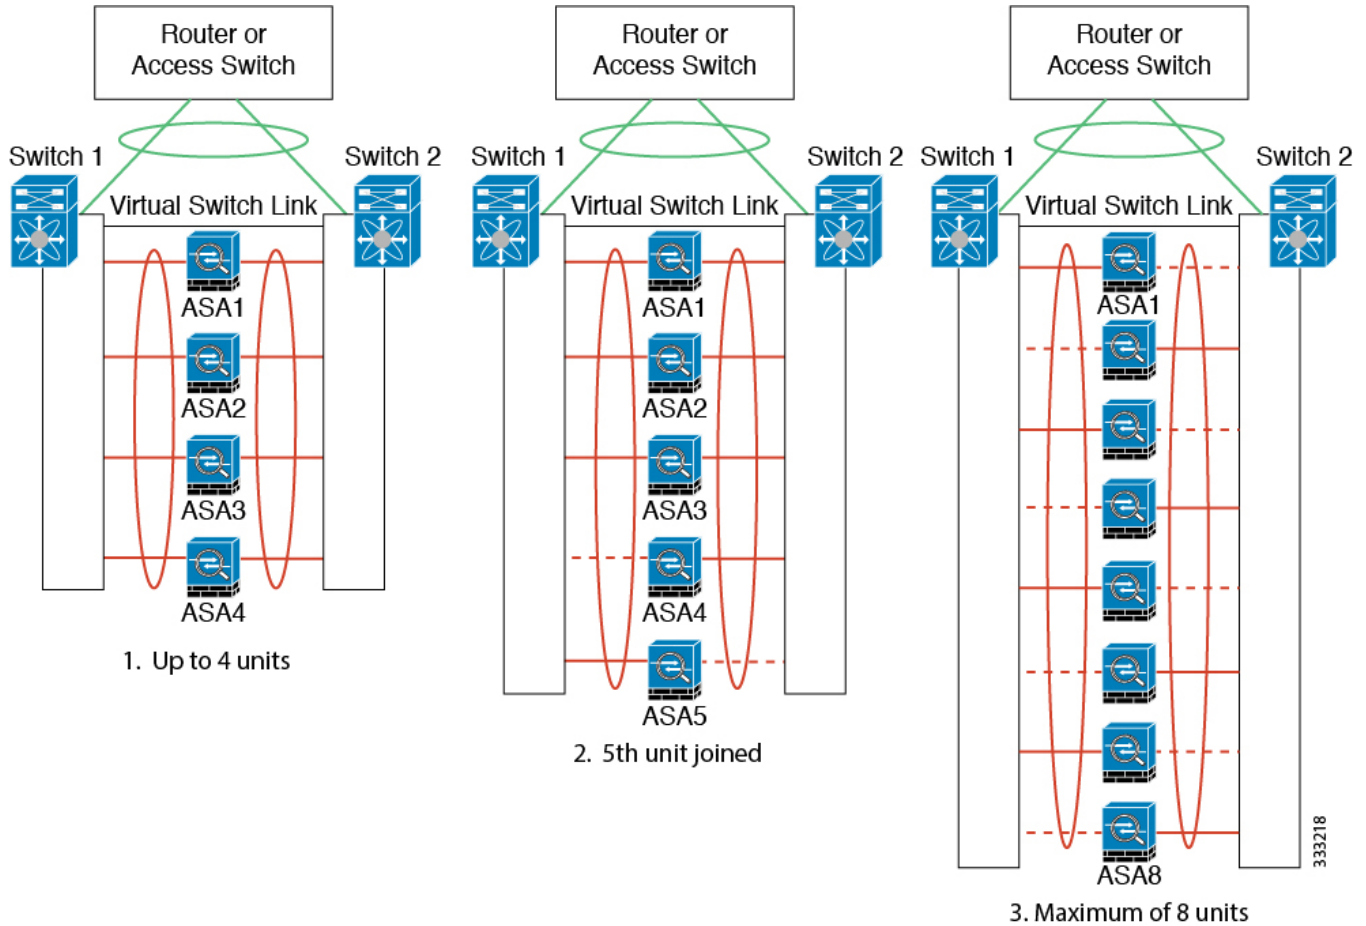 Router or
Access Switch
Switch 1
Switch 2
Virtual Switch Link
ASA1
ASA2
ASA3
ASA4
1. Up to 4 units
Router or
Access Switch
Switch 1
Switch 2
Virtual Switch Link
ASA1
ASA2
ASA3
ASA4
ASA5
2. 5th unit joined
Router or
Access Switch
Switch 1
Switch 2
Virtual Switch Link
ASA1
ASA8
3. Maximum of 8 units
333218